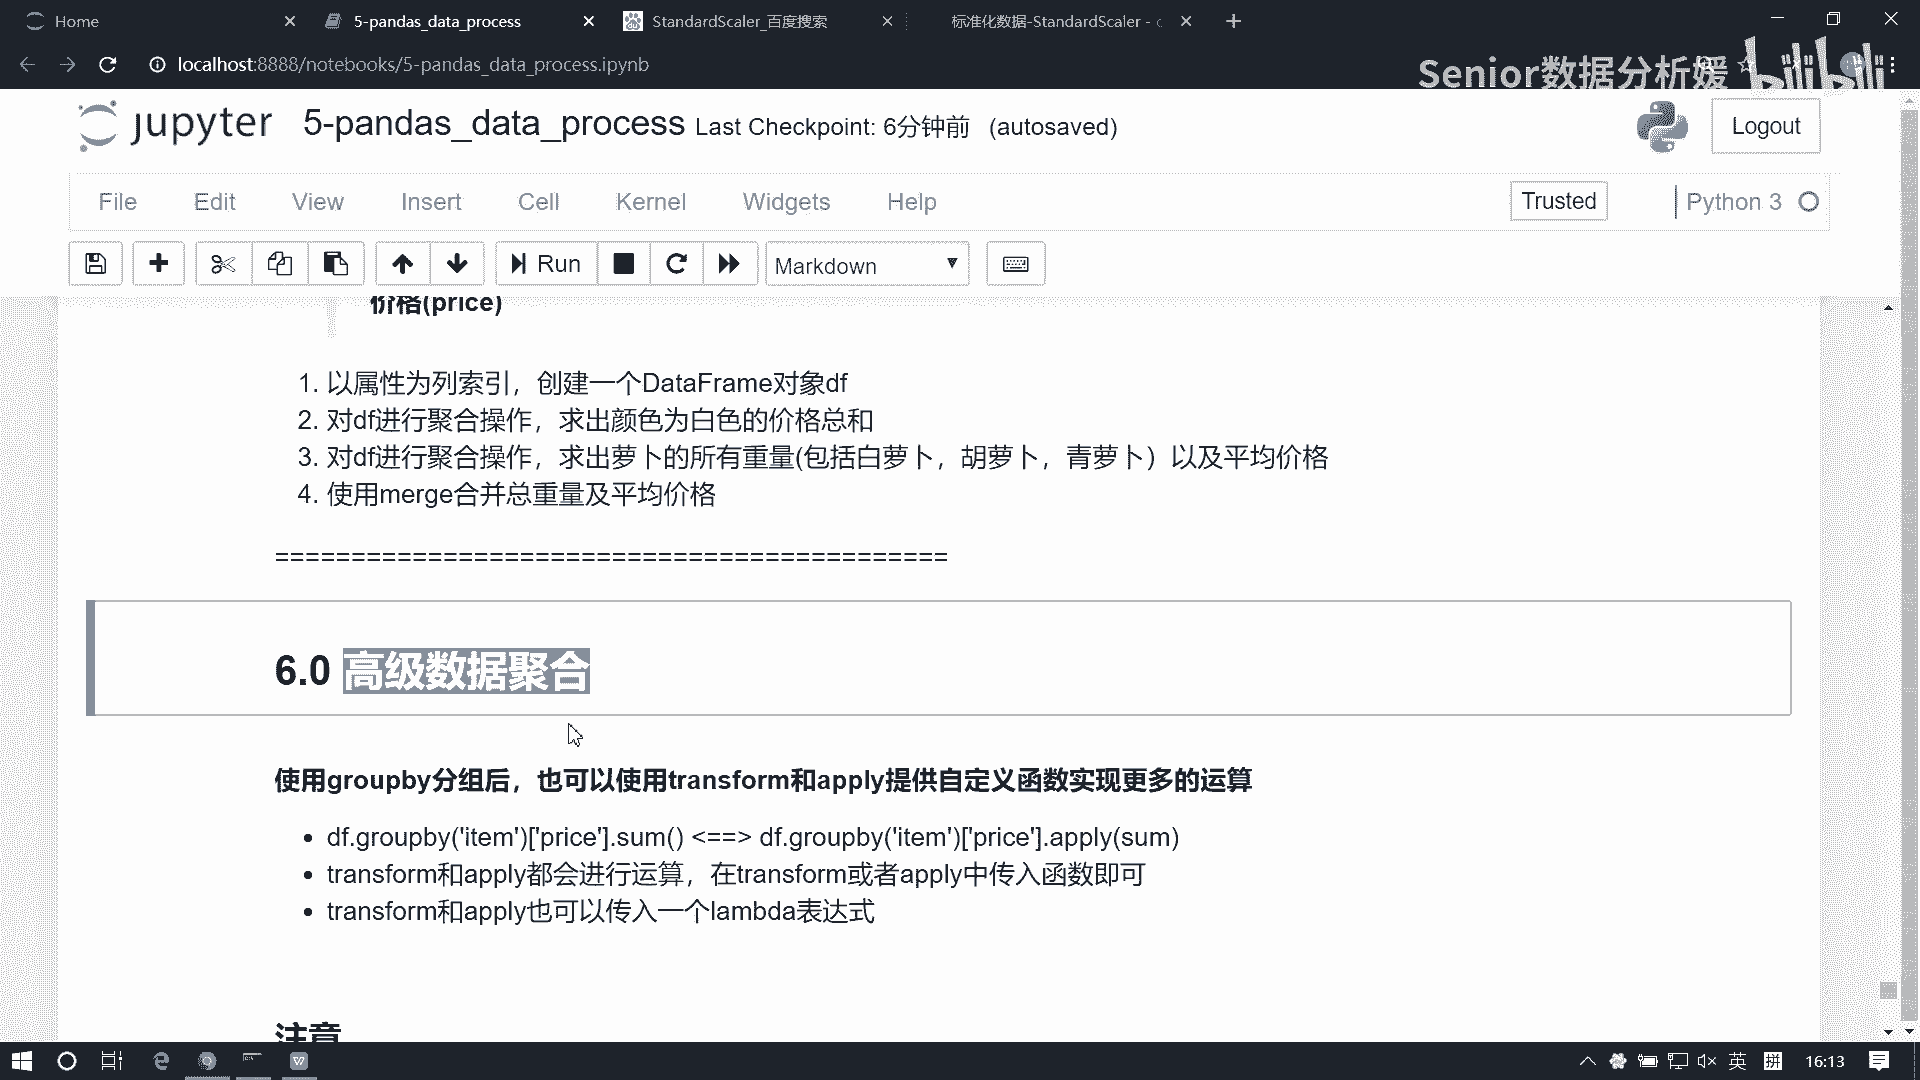 Home
5-pandas_data_process
StandardScaler_百度搜索
标准化数据-StandardScaler - c
localhost:8888/notebooks/5-pandas_data_process.ipynb
Senior数据分析媛 bilibili
jupyter 5-pandas_data_process Last Checkpoint: 6分钟前 (autosaved)
Logout
File Edit View Insert Cell Kernel Widgets Help
Trusted
Python 3
Run
Markdown
价格(price)
1. 以属性为列索引，创建一个DataFrame对象df
2. 对df进行聚合操作，求出颜色为白色的价格总和
3. 对df进行聚合操作，求出萝卜的所有重量(包括白萝卜，胡萝卜，青萝卜）以及平均价格
4. 使用merge合并总重量及平均价格
============================================
6.0 高级数据聚合
使用groupby分组后，也可以使用transform和apply提供自定义函数实现更多的运算
• df.groupby('item')['price'].sum() <==> df.groupby('item')['price'].apply(sum)
• transform和apply都会进行运算，在transform或者apply中传入函数即可
• transform和apply也可以传入一个lambda表达式
注意
英
拼
16:13